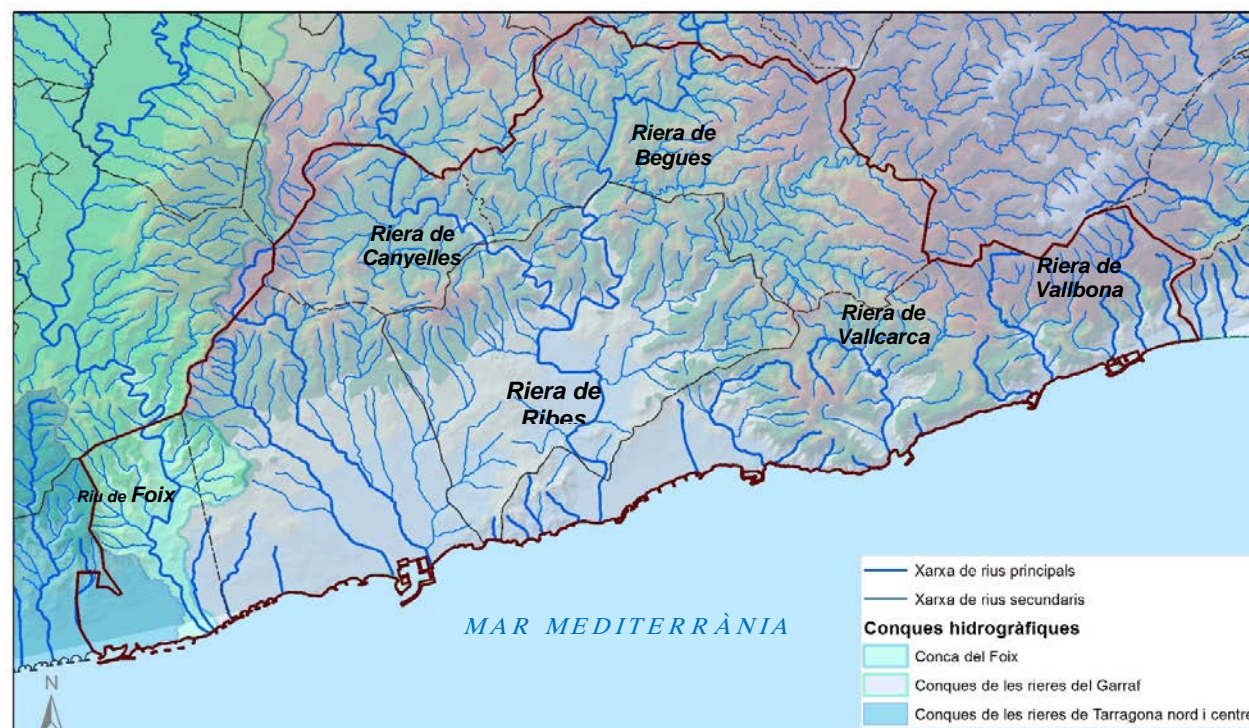 Riera de
Begues
Riera de
Canyelles
Riera de
Vallbona
Riera de
Vallcarca
Riera de
Ribes
Riu de Foix
MAR MEDITERRÀNIA
N
Xarxa de rius principals
Xarxa de rius secundaris
Conques hidrogràfiques
Conca del Foix
Conques de les rieres del Garraf
Conques de les rieres de Tarragona nord i centre